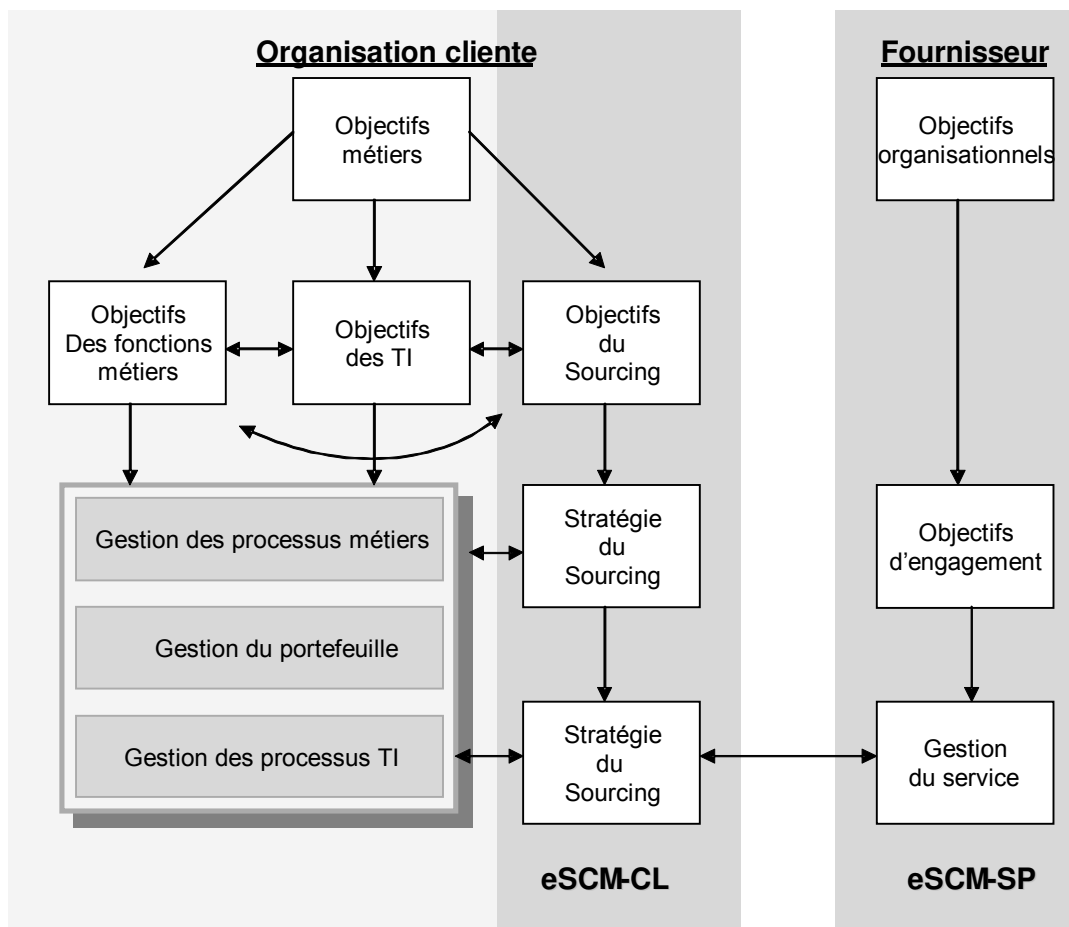 Organisation cliente
Fournisseur
Objectifs
métiers
Objectifs
organisationnels
Objectifs
Des fonctions
métiers
Objectifs
des TI
Objectifs
du
Sourcing
Gestion des processus métiers
Gestion du portefeuille
Gestion des processus TI
Stratégie
du
Sourcing
Objectifs
d'engagement
Stratégie
du
Sourcing
Gestion
du service
eSCM-CL
eSCM-SP